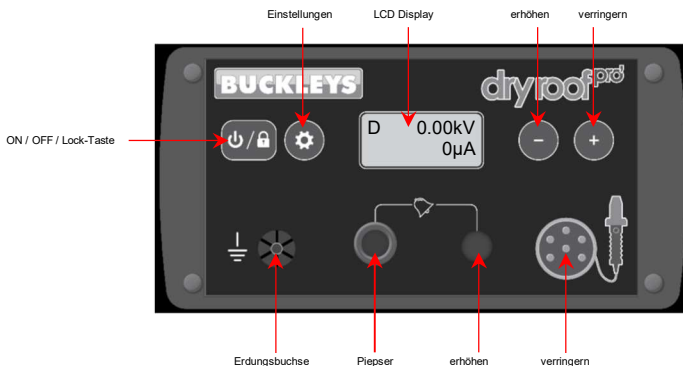 Einstellungen LCD Display erhöhen verringern
BUCKLEYS dryroof pro
ON / OFF / Lock-Taste
D 0.00kV
0µA
Erdungsbuchse Piepser erhöhen verringern